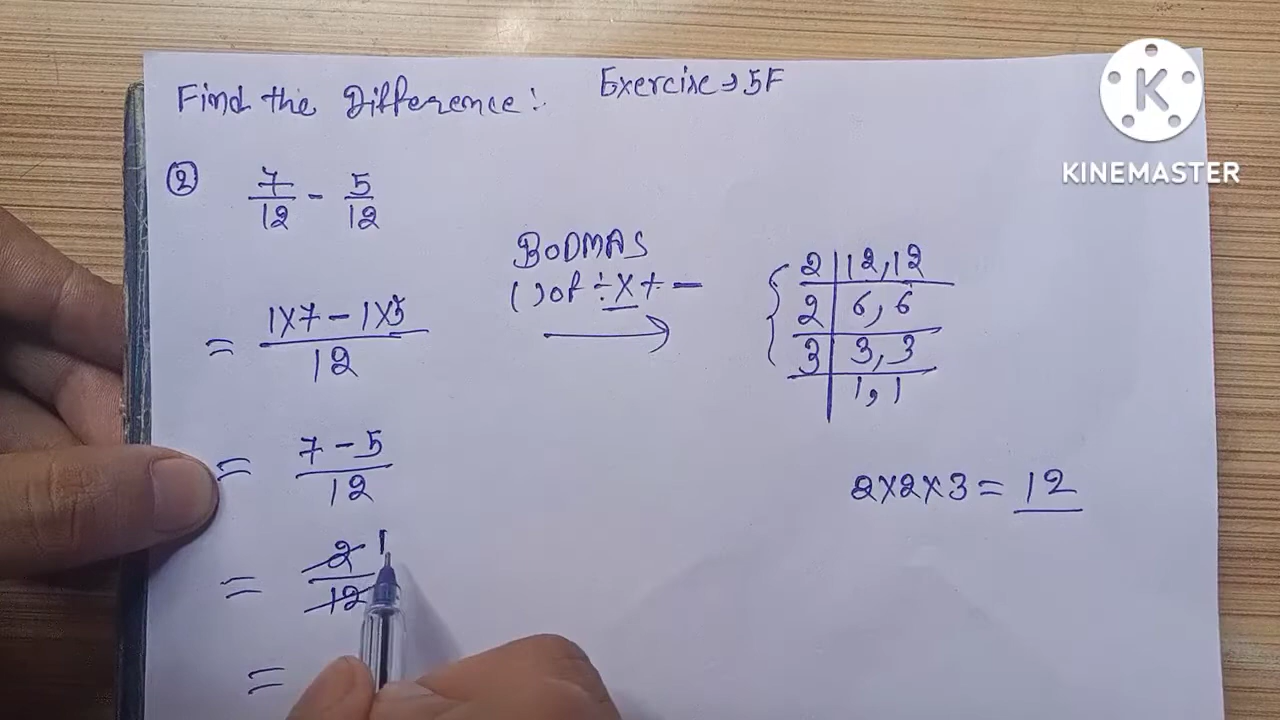 Find the Difference:
Exercise → 5F
② 7/12 - 5/12
= 1×7 - 1×5/12
= 7 - 5/12
= 2/12 1
=
BODMAS
( ) of ÷ × + -
2 | 12, 12
2 | 6, 6
3 | 3, 3
1, 1
2×2×3 = 12
K
KINEMASTER